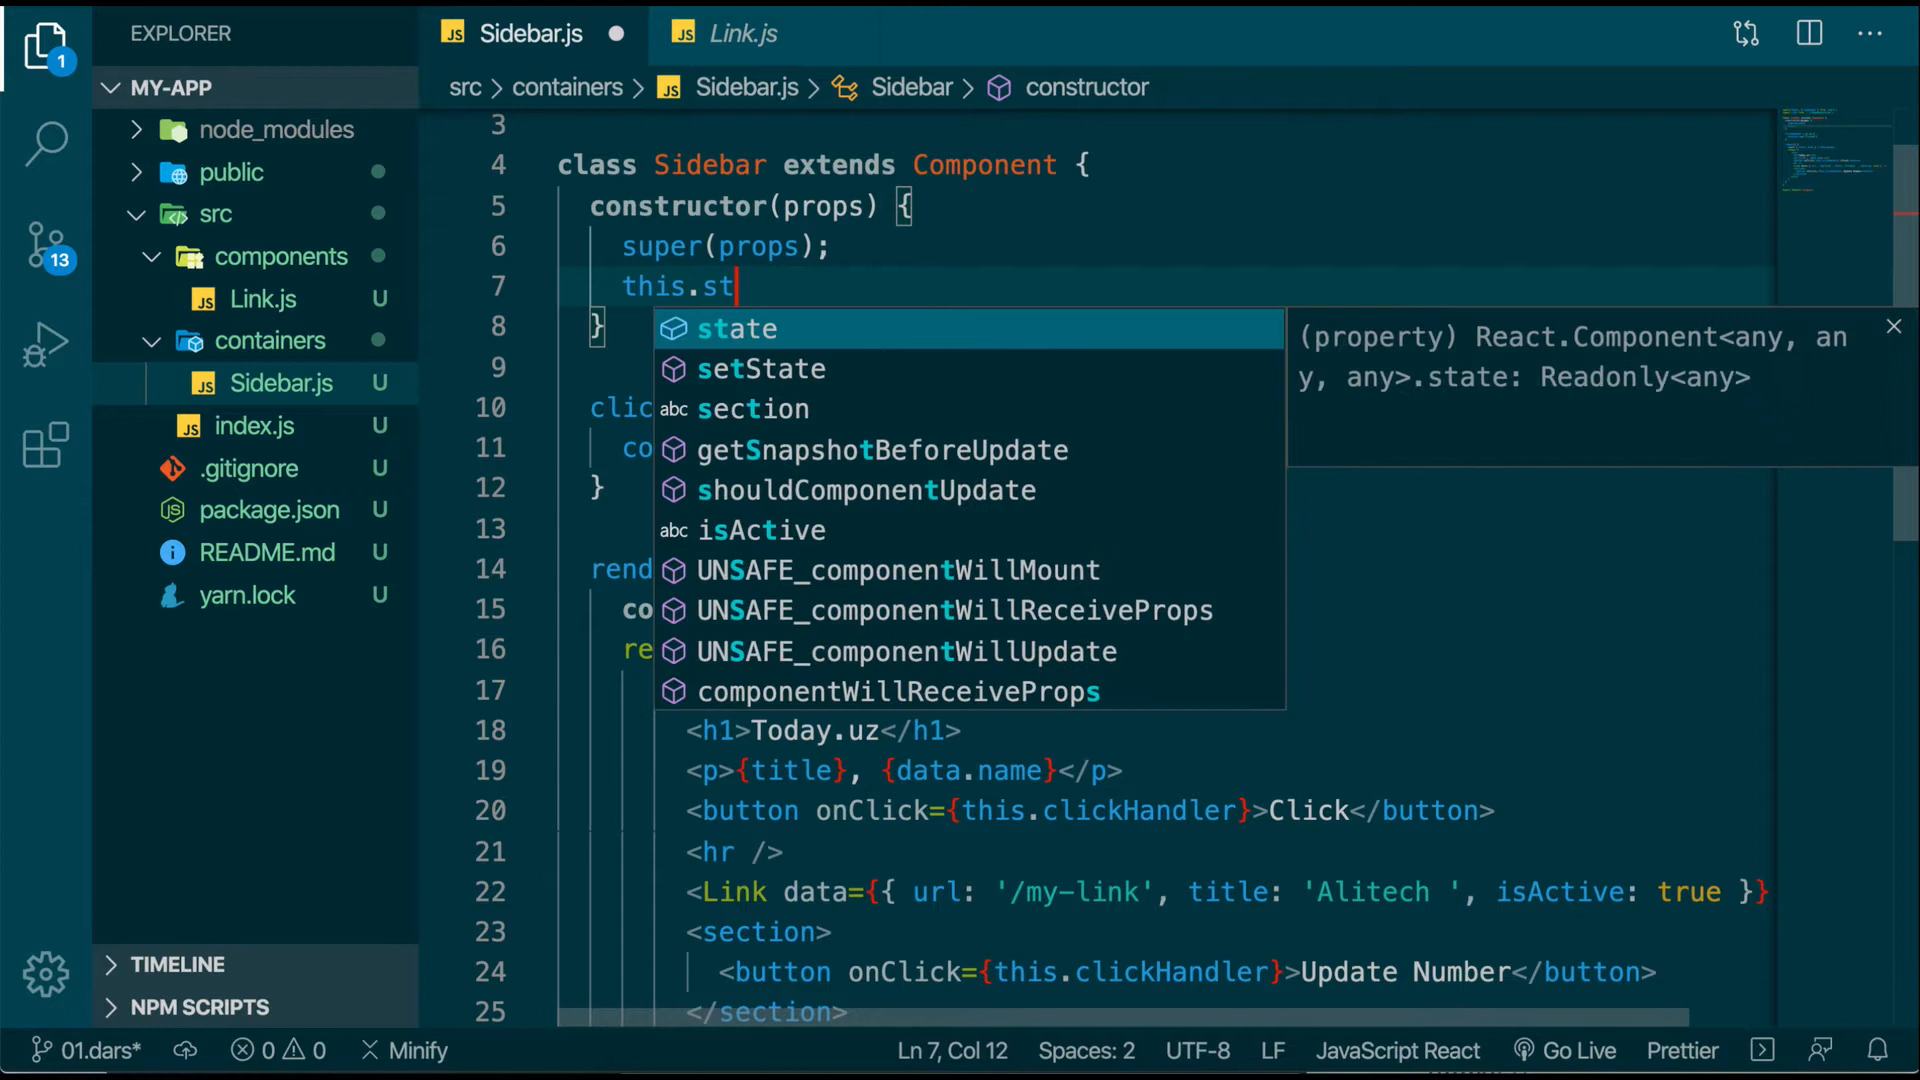 EXPLORER
Sidebar.js
Link.js
1
MY-APP
src > containers > JS Sidebar.js > Sidebar > constructor
node_modules
public
src
components
JS Link.js U
containers
JS Sidebar.js U
JS index.js U
.gitignore U
package.json U
README.md U
yarn.lock U
13
TIMELINE
NPM SCRIPTS
3
4 class Sidebar extends Component {
5 constructor(props) {
6 super(props);
7 this.st
8 }
9
10 clic
11 co
12 }
13
14 rend
15 co
16 re
17
18 <h1>Today.uz</h1>
19 <p>{title}, {data.name}</p>
20 <button onClick={this.clickHandler}>Click</button>
21 <hr />
22 <Link data={{ url: '/my-link', title: 'Alitech ', isActive: true }}
23 <section>
24 <button onClick={this.clickHandler}>Update Number</button>
25 </section>
state
setState
abc section
getSnapshotBeforeUpdate
shouldComponentUpdate
abc isActive
UNSAFE_componentWillMount
UNSAFE_componentWillReceiveProps
UNSAFE_componentWillUpdate
componentWillReceiveProps
(property) React.Component<any, an
y, any>.state: Readonly<any>
01.dars* 0 0 Minify Ln 7, Col 12 Spaces: 2 UTF-8 LF JavaScript React Go Live Prettier